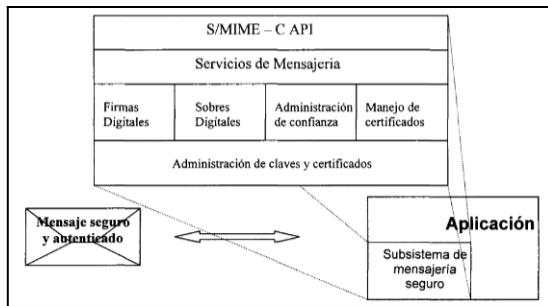 S/MIME – C API
Servicios de Mensajeria
Firmas
Digitales
Sobres
Digitales
Administración
de confianza
Manejo de
certificados
Administración de claves y certificados
Mensaje seguro
y autenticado
Aplicación
Subsistema de
mensajería
seguro